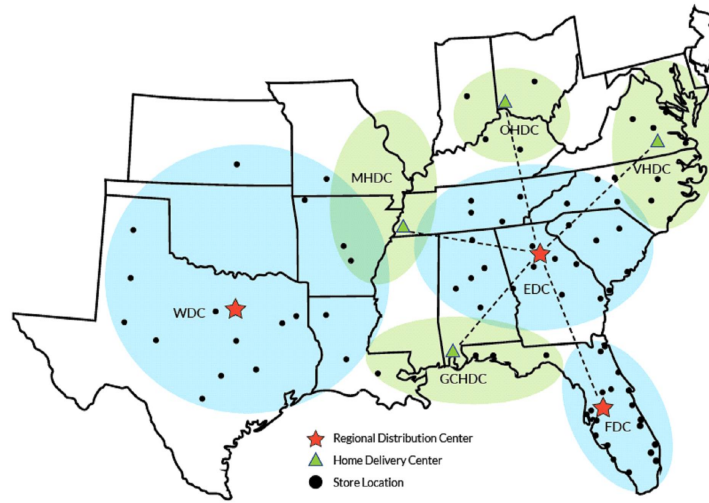 OHDC
MHDC
VHDC
WDC
EDC
GCHDC
FDC
Regional Distribution Center
Home Delivery Center
Store Location